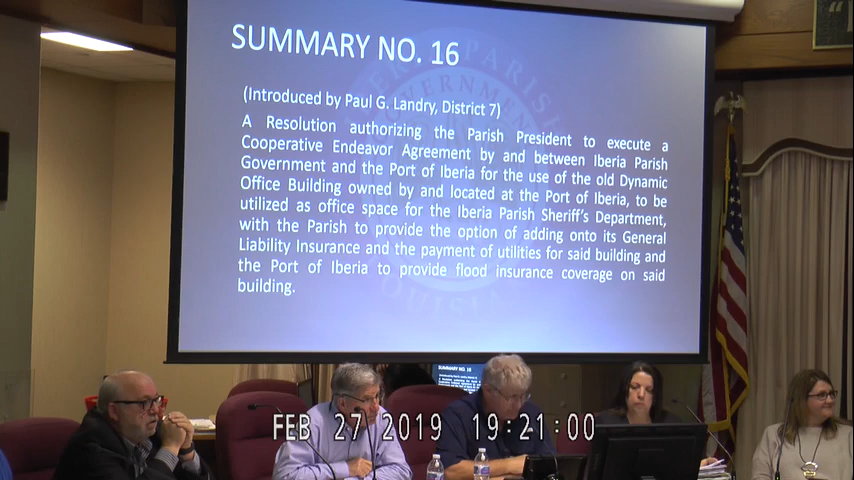 SUMMARY NO. 16
(Introduced by Paul G. Landry, District 7)
A Resolution authorizing the Parish President to execute a
Cooperative Endeavor Agreement by and between Iberia Parish
Government and the Port of Iberia for the use of the old Dynamic
Office Building owned by and located at the Port of Iberia, to be
utilized as office space for the Iberia Parish Sheriff's Department,
with the Parish to provide the option of adding onto its General
Liability Insurance and the payment of utilities for said building and
the Port of Iberia to provide flood insurance coverage on said
building.
SUMMARY NO. 16
FEB 27 2019 19:21:00